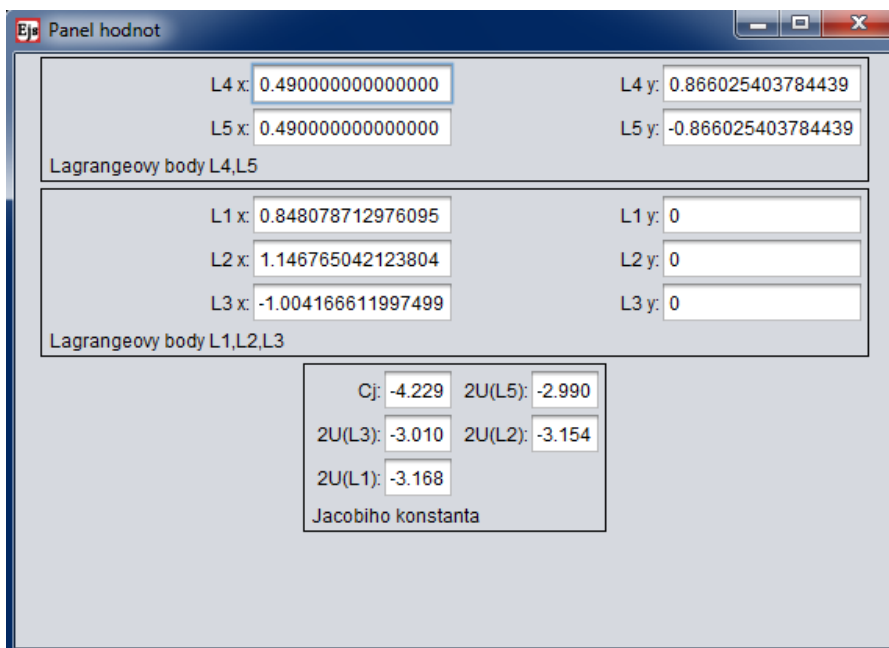 Ejs Panel hodnot
L4 x: 0.490000000000000 L4 y: 0.866025403784439
L5 x: 0.490000000000000 L5 y: -0.866025403784439
Lagrangeovy body L4,L5
L1 x: 0.848078712976095 L1 y: 0
L2 x: 1.146765042123804 L2 y: 0
L3 x: -1.004166611997499 L3 y: 0
Lagrangeovy body L1,L2,L3
Cj: -4.229 2U(L5): -2.990
2U(L3): -3.010 2U(L2): -3.154
2U(L1): -3.168
Jacobiho konstanta